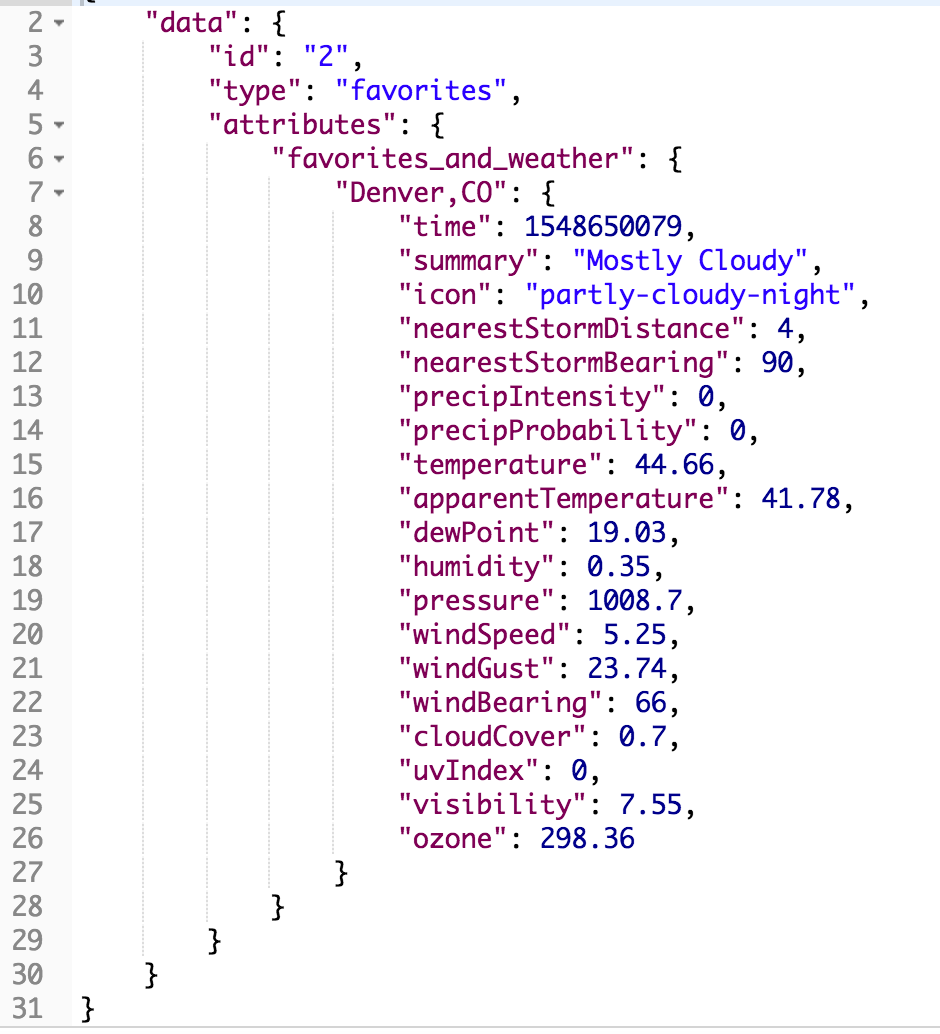 {
2 "data": {
3 "id": "2",
4 "type": "favorites",
5 "attributes": {
6 "favorites_and_weather": {
7 "Denver,CO": {
8 "time": 1548650079,
9 "summary": "Mostly Cloudy",
10 "icon": "partly-cloudy-night",
11 "nearestStormDistance": 4,
12 "nearestStormBearing": 90,
13 "precipIntensity": 0,
14 "precipProbability": 0,
15 "temperature": 44.66,
16 "apparentTemperature": 41.78,
17 "dewPoint": 19.03,
18 "humidity": 0.35,
19 "pressure": 1008.7,
20 "windSpeed": 5.25,
21 "windGust": 23.74,
22 "windBearing": 66,
23 "cloudCover": 0.7,
24 "uvIndex": 0,
25 "visibility": 7.55,
26 "ozone": 298.36
27 }
28 }
29 }
30 }
31 }